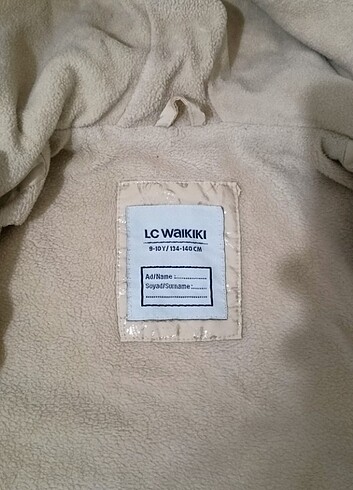 LC WAIKIKI
9-10 Y / 134-140 CM
Ad/Name :..................
Soyad/Surname :........
..............................